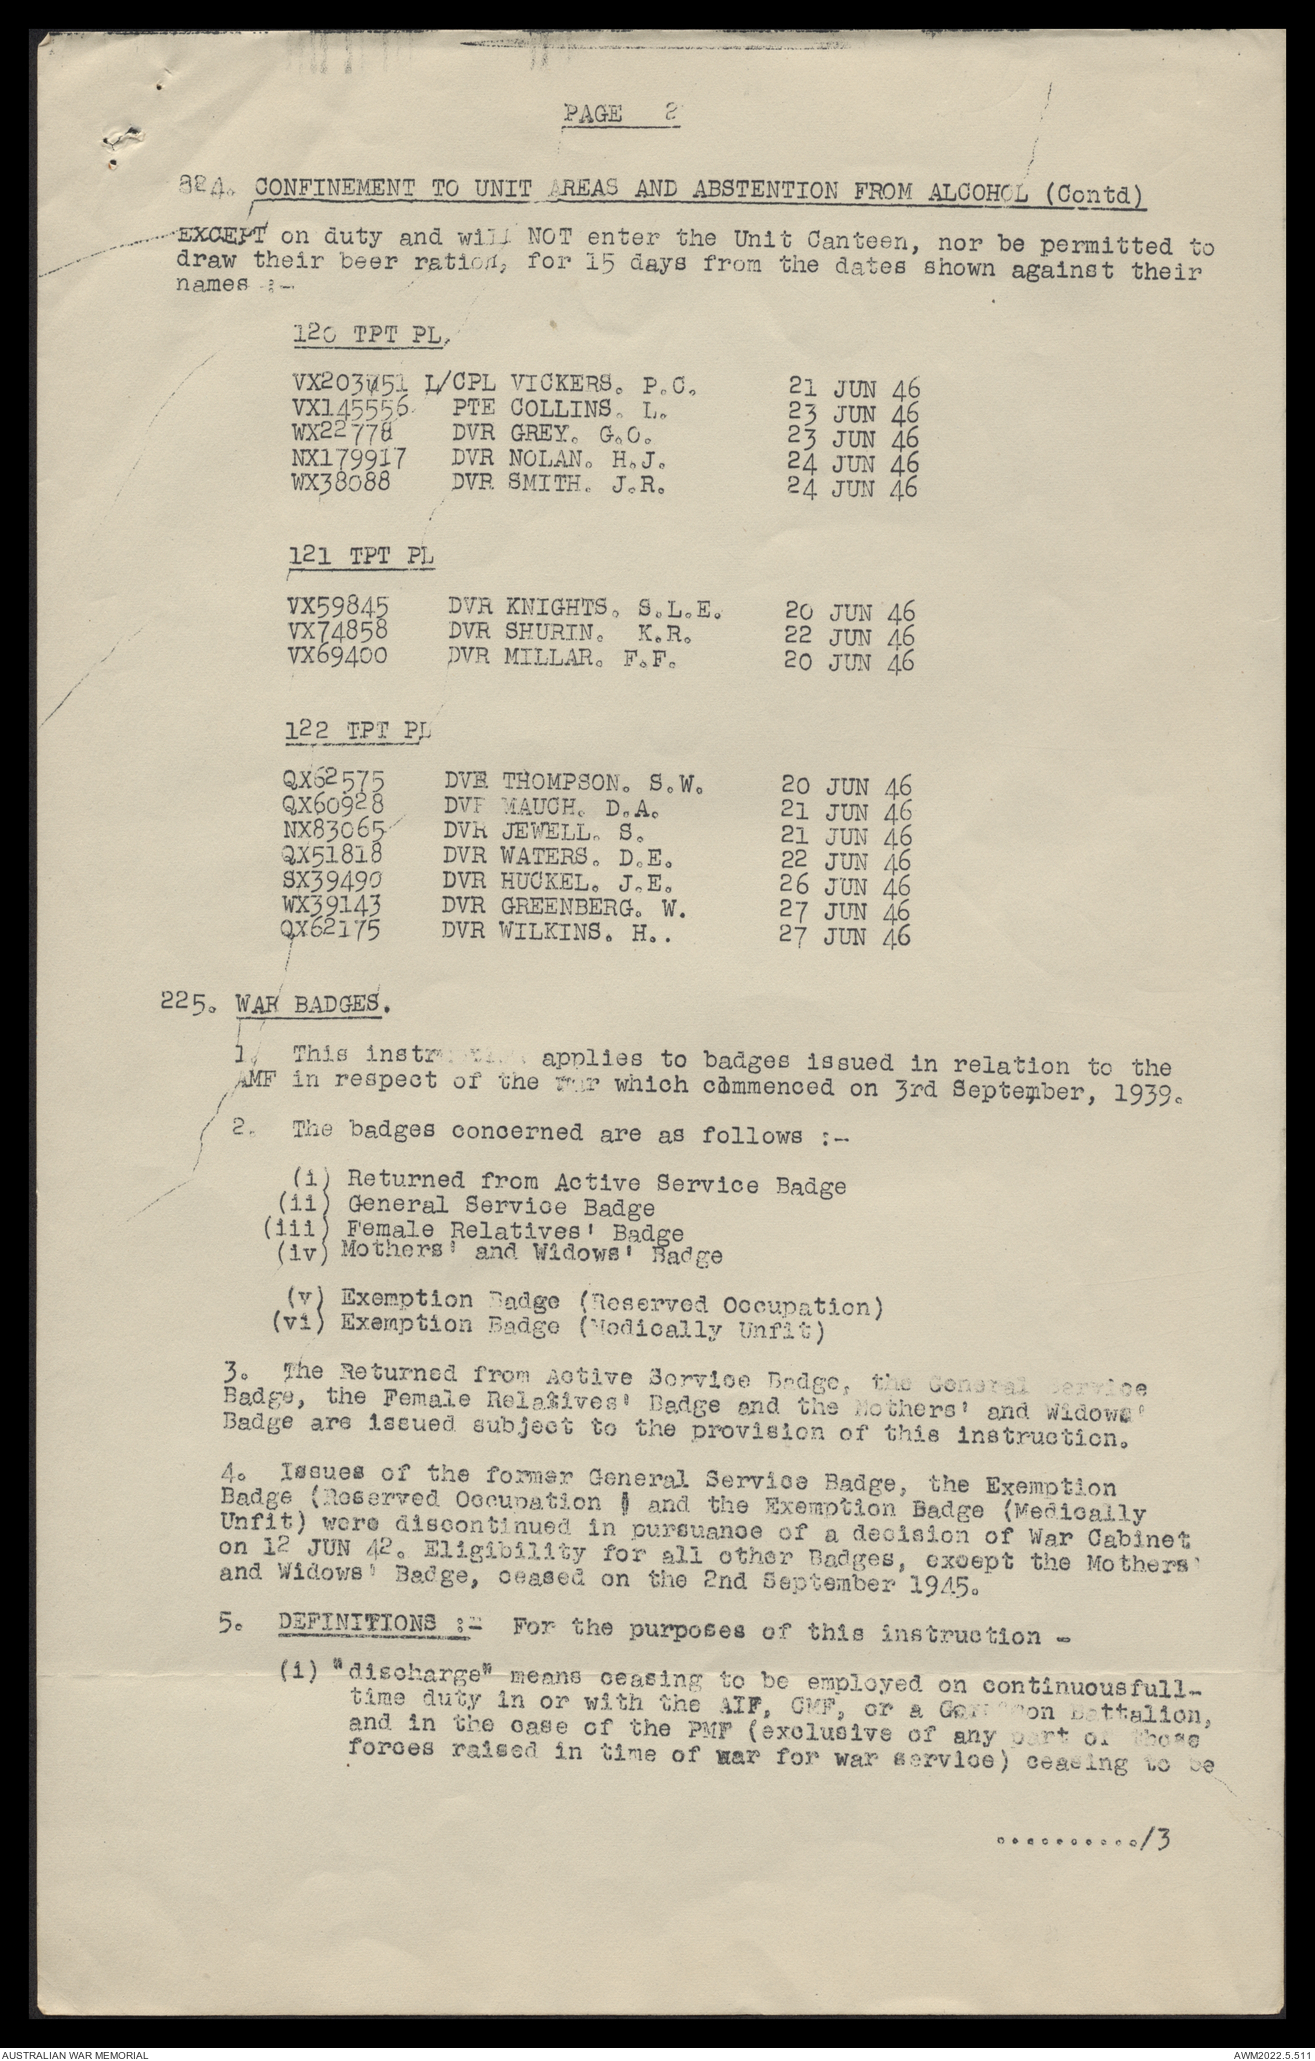 PAGE 2
824. CONFINEMENT TO UNIT AREAS AND ABSTENTION FROM ALCOHOL (Contd)
EXCEPT on duty and will NOT enter the Unit Canteen, nor be permitted to
draw their beer ration, for 15 days from the dates shown against their
names :-
120 TPT PL.
VX203051 L/CPL VICKERS. P.C. 21 JUN 46
VX145556 PTE COLLINS. L. 23 JUN 46
WX22778 DVR GREY. G.O. 23 JUN 46
NX179917 DVR NOLAN. H.J. 24 JUN 46
WX38088 DVR SMITH. J.R. 24 JUN 46
121 TPT PL
VX59845 DVR KNIGHTS. S.L.E. 20 JUN 46
VX74858 DVR SHURIN. K.R. 22 JUN 46
VX69400 DVR MILLAR. F.F. 20 JUN 46
122 TPT PL
QX62575 DVR THOMPSON. S.W. 20 JUN 46
QX60928 DVR MAUCH. D.A. 21 JUN 46
NX83065 DVR JEWELL. S. 21 JUN 46
QX51818 DVR WATERS. D.E. 22 JUN 46
SX39490 DVR HUCKEL. J.E. 26 JUN 46
WX39143 DVR GREENBERG. W. 27 JUN 46
QX62175 DVR WILKINS. H.. 27 JUN 46
225. WAR BADGES.
1. This instruction applies to badges issued in relation to the
AMF in respect of the war which commenced on 3rd September, 1939.
2. The badges concerned are as follows :-
(i) Returned from Active Service Badge
(ii) General Service Badge
(iii) Female Relatives' Badge
(iv) Mothers' and Widows' Badge
(v) Exemption Badge (Reserved Occupation)
(vi) Exemption Badge (Medically Unfit)
3. The Returned from Active Service Badge, the General Service
Badge, the Female Relatives' Badge and the Mothers' and Widows'
Badge are issued subject to the provision of this instruction.
4. Issues of the former General Service Badge, the Exemption
Badge (Reserved Occupation ) and the Exemption Badge (Medically
Unfit) were discontinued in pursuance of a decision of War Cabinet
on 12 JUN 42. Eligibility for all other Badges, except the Mothers'
and Widows' Badge, ceased on the 2nd September 1945.
5. DEFINITIONS :- For the purposes of this instruction -
(i) "discharge" means ceasing to be employed on continuousfull-
time duty in or with the AIF, CMF, or a Garrison Battalion,
and in the case of the PMF (exclusive of any part of those
forces raised in time of war for war service) ceasing to be
........../3
AUSTRALIAN WAR MEMORIAL
AWM2022.5.511